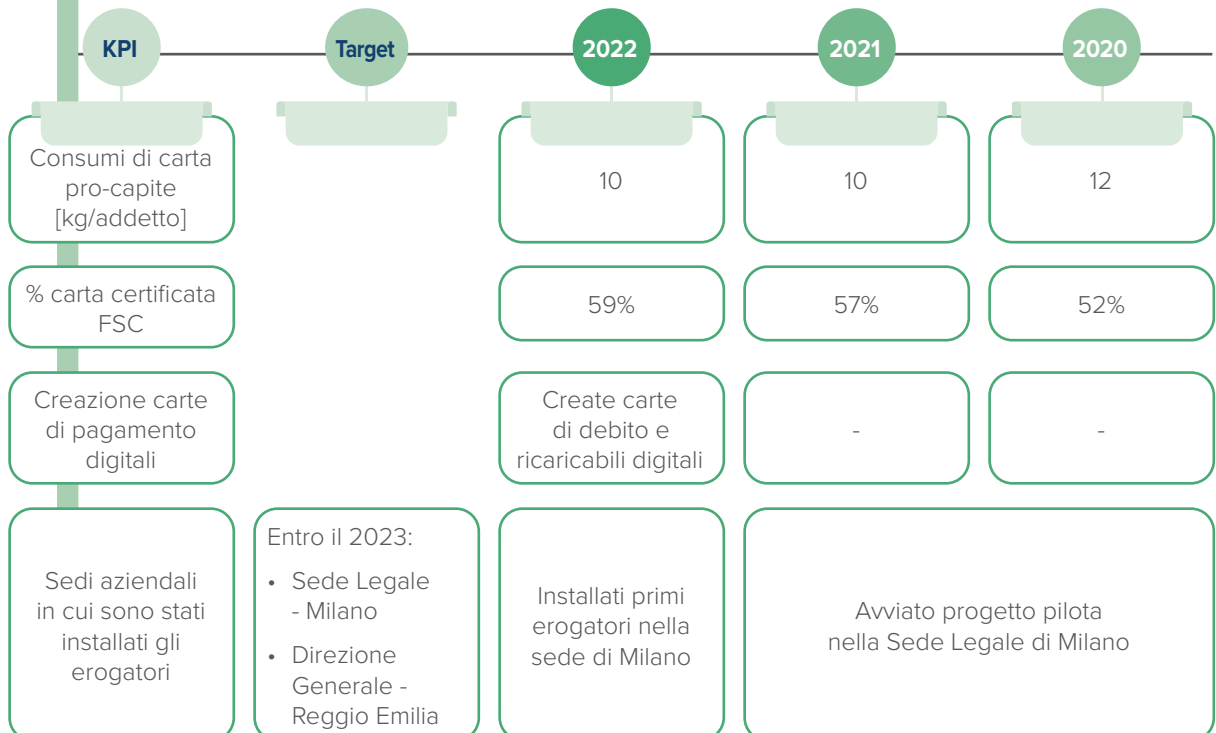 KPI
Target
2022
2021
2020
Consumi di carta
pro-capite
[kg/addetto]
10
10
12
% carta certificata
FSC
59%
57%
52%
Creazione carte
di pagamento
digitali
Create carte
di debito e
ricaricabili digitali
-
-
Sedi aziendali
in cui sono stati
installati gli
erogatori
Entro il 2023:
• Sede Legale
- Milano
• Direzione
Generale -
Reggio Emilia
Installati primi
erogatori nella
sede di Milano
Avviato progetto pilota
nella Sede Legale di Milano